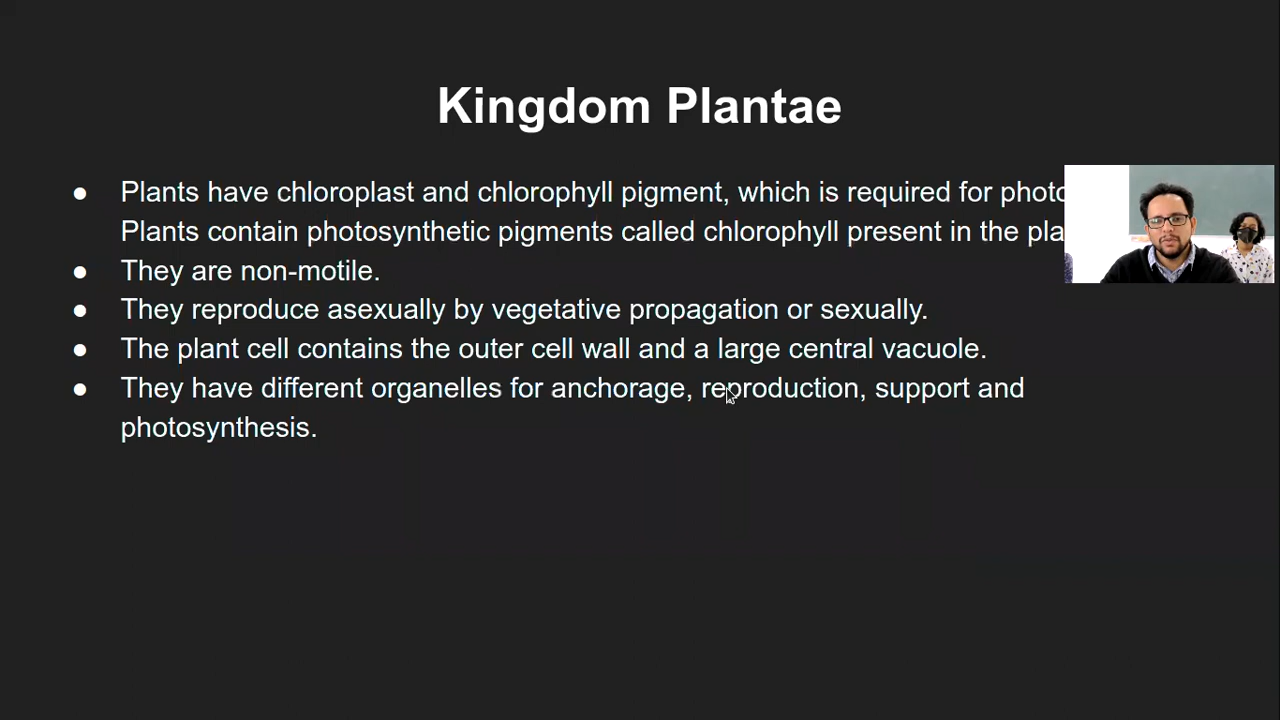 Kingdom Plantae
● Plants have chloroplast and chlorophyll pigment, which is required for
Plants contain photosynthetic pigments called chlorophyll present in the
● They are non-motile.
● They reproduce asexually by vegetative propagation or sexually.
● The plant cell contains the outer cell wall and a large central vacuole.
● They have different organelles for anchorage, reproduction, support and
photosynthesis.